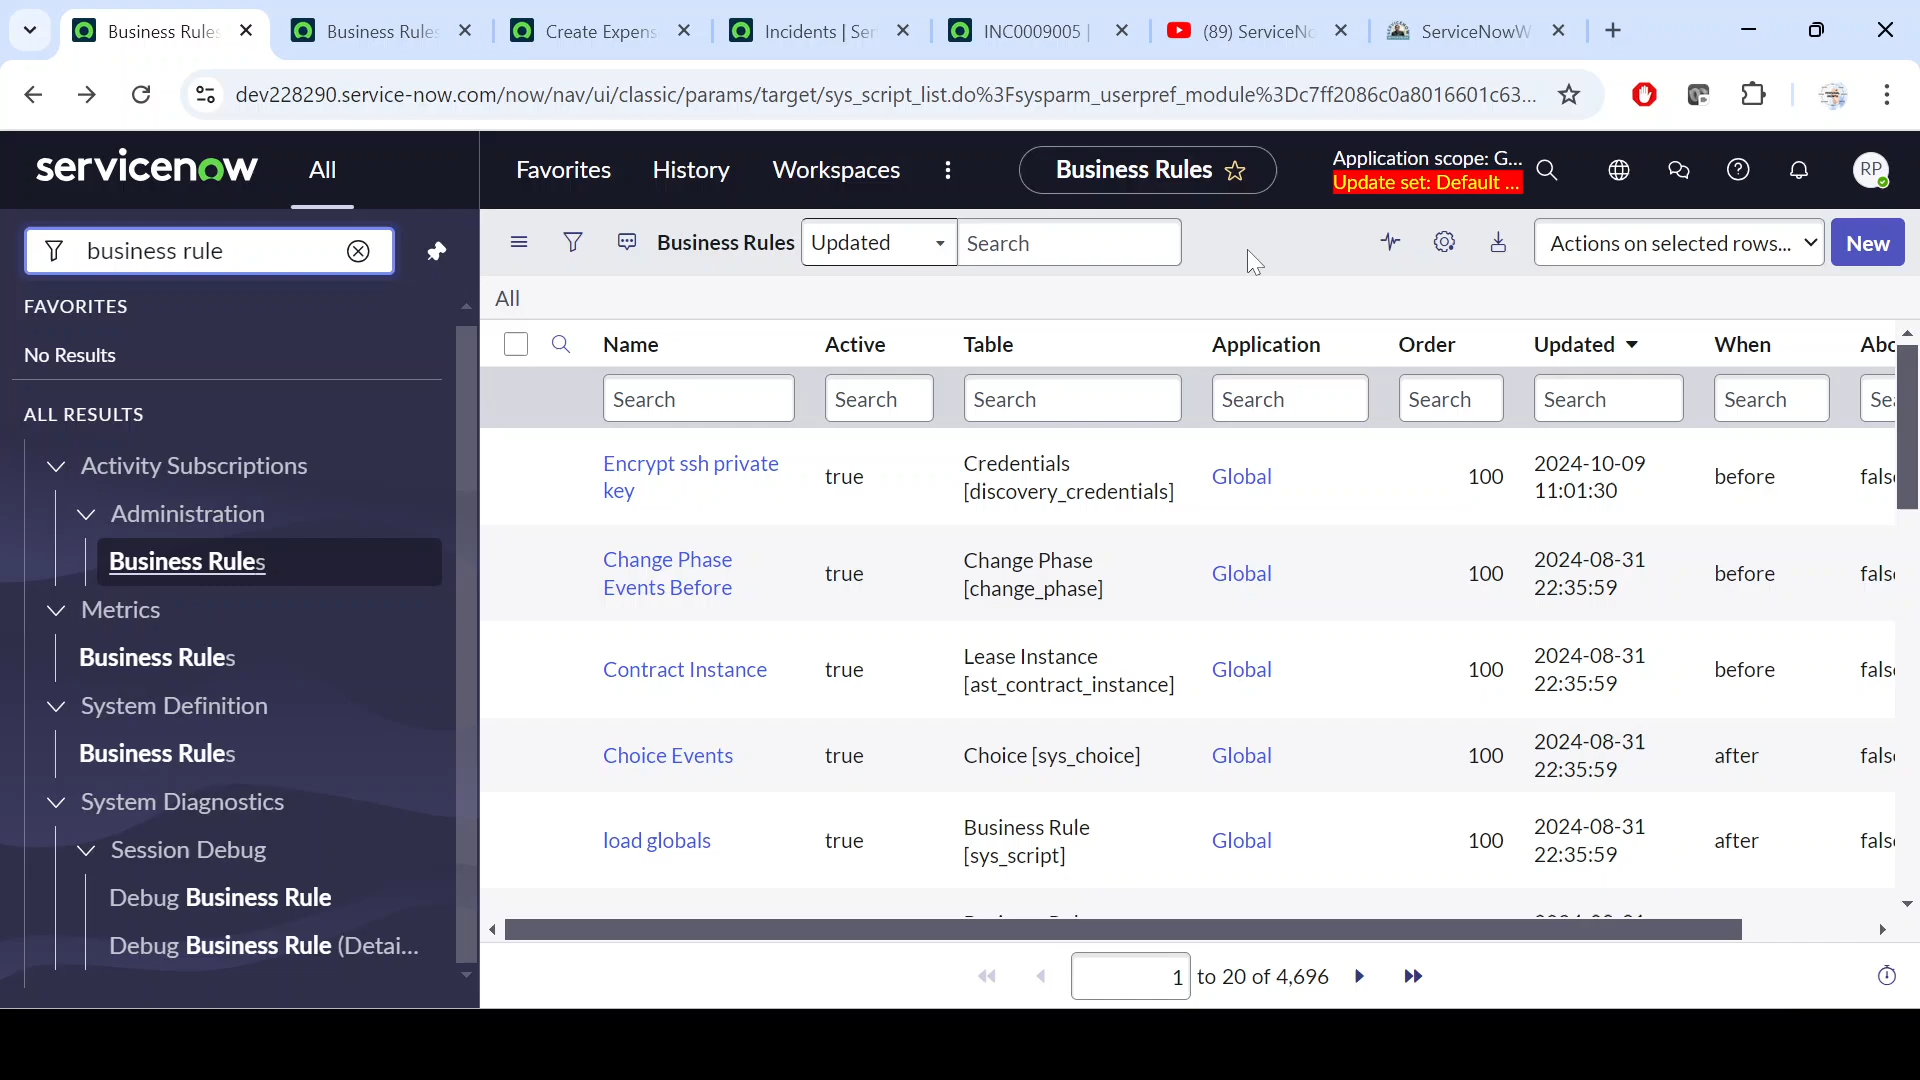 Business Rules
Business Rules
Create Expens
Incidents | Ser
INC0009005 |
(89) ServiceNo
ServiceNowW
dev228290.service-now.com/now/nav/ui/classic/params/target/sys_script_list.do%3Fsysparm_userpref_module%3Dc7ff2086c0a8016601c63...
servicenow
All
Favorites
History
Workspaces
Business Rules
Application scope: G...
Update set: Default ...
RP
business rule
FAVORITES
No Results
ALL RESULTS
Activity Subscriptions
Administration
Business Rules
Metrics
Business Rules
System Definition
Business Rules
System Diagnostics
Session Debug
Debug Business Rule
Debug Business Rule (Detai...
Business Rules
Updated
Search
Actions on selected rows...
New
All
Name Active Table Application Order Updated When Abo
Search Search Search Search Search Search Search Sea
Encrypt ssh private key true Credentials [discovery_credentials] Global 100 2024-10-09 11:01:30 before false
Change Phase Events Before true Change Phase [change_phase] Global 100 2024-08-31 22:35:59 before false
Contract Instance true Lease Instance [ast_contract_instance] Global 100 2024-08-31 22:35:59 before false
Choice Events true Choice [sys_choice] Global 100 2024-08-31 22:35:59 after false
load globals true Business Rule [sys_script] Global 100 2024-08-31 22:35:59 after false
1 to 20 of 4,696